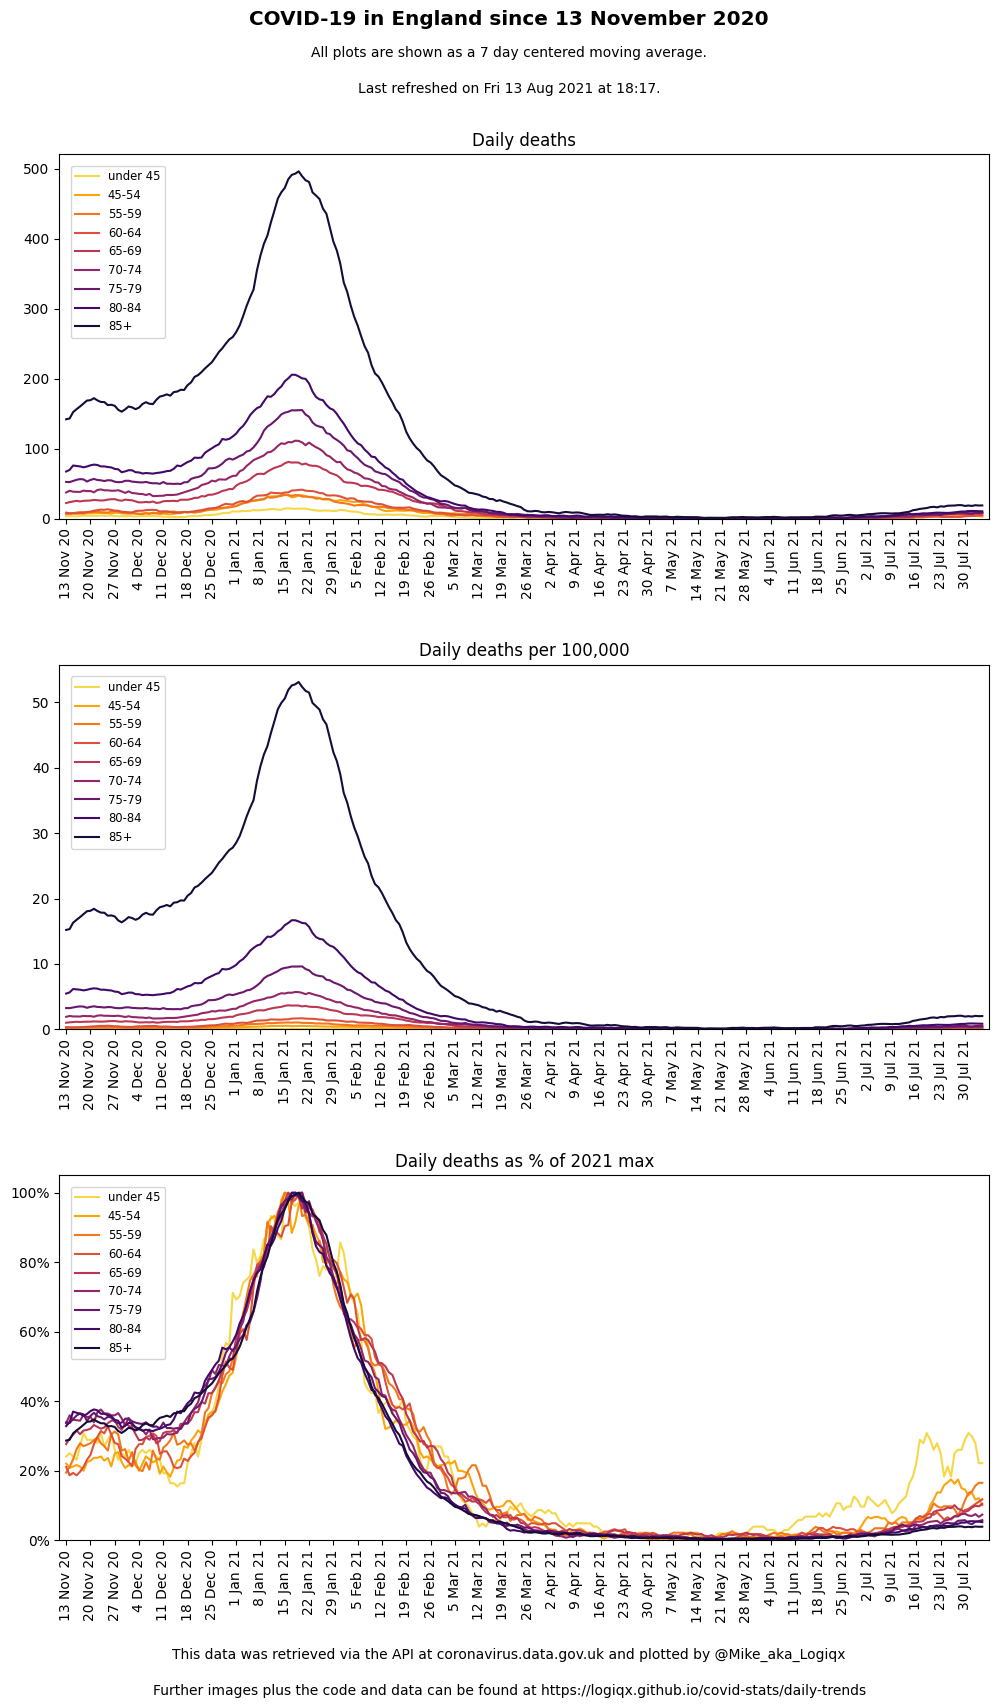 COVID-19 in England since 13 November 2020
All plots are shown as a 7 day centered moving average.
Last refreshed on Fri 13 Aug 2021 at 18:17.
Daily deaths
500
400
300
200
100
0
under 45
45-54
55-59
60-64
65-69
70-74
75-79
80-84
85+
13 Nov 20
20 Nov 20
27 Nov 20
4 Dec 20
11 Dec 20
18 Dec 20
25 Dec 20
1 Jan 21
8 Jan 21
15 Jan 21
22 Jan 21
29 Jan 21
5 Feb 21
12 Feb 21
19 Feb 21
26 Feb 21
5 Mar 21
12 Mar 21
19 Mar 21
26 Mar 21
2 Apr 21
9 Apr 21
16 Apr 21
23 Apr 21
30 Apr 21
7 May 21
14 May 21
21 May 21
28 May 21
4 Jun 21
11 Jun 21
18 Jun 21
25 Jun 21
2 Jul 21
9 Jul 21
16 Jul 21
23 Jul 21
30 Jul 21
Daily deaths per 100,000
50
40
30
20
10
0
under 45
45-54
55-59
60-64
65-69
70-74
75-79
80-84
85+
13 Nov 20
20 Nov 20
27 Nov 20
4 Dec 20
11 Dec 20
18 Dec 20
25 Dec 20
1 Jan 21
8 Jan 21
15 Jan 21
22 Jan 21
29 Jan 21
5 Feb 21
12 Feb 21
19 Feb 21
26 Feb 21
5 Mar 21
12 Mar 21
19 Mar 21
26 Mar 21
2 Apr 21
9 Apr 21
16 Apr 21
23 Apr 21
30 Apr 21
7 May 21
14 May 21
21 May 21
28 May 21
4 Jun 21
11 Jun 21
18 Jun 21
25 Jun 21
2 Jul 21
9 Jul 21
16 Jul 21
23 Jul 21
30 Jul 21
Daily deaths as % of 2021 max
100%
80%
60%
40%
20%
0%
under 45
45-54
55-59
60-64
65-69
70-74
75-79
80-84
85+
13 Nov 20
20 Nov 20
27 Nov 20
4 Dec 20
11 Dec 20
18 Dec 20
25 Dec 20
1 Jan 21
8 Jan 21
15 Jan 21
22 Jan 21
29 Jan 21
5 Feb 21
12 Feb 21
19 Feb 21
26 Feb 21
5 Mar 21
12 Mar 21
19 Mar 21
26 Mar 21
2 Apr 21
9 Apr 21
16 Apr 21
23 Apr 21
30 Apr 21
7 May 21
14 May 21
21 May 21
28 May 21
4 Jun 21
11 Jun 21
18 Jun 21
25 Jun 21
2 Jul 21
9 Jul 21
16 Jul 21
23 Jul 21
30 Jul 21
This data was retrieved via the API at coronavirus.data.gov.uk and plotted by @Mike_aka_Logiqx
Further images plus the code and data can be found at https://logiqx.github.io/covid-stats/daily-trends